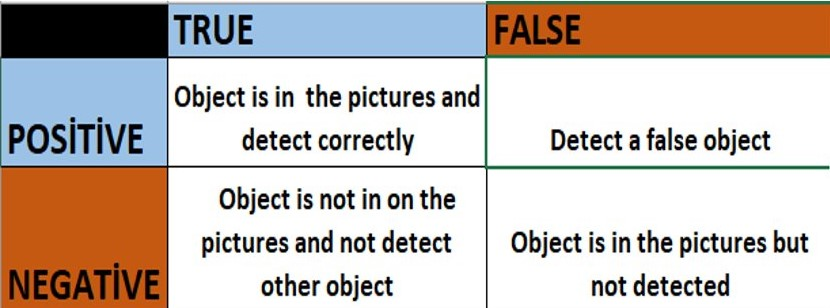 TRUE FALSE
POSİTİVE
Object is in the pictures and
detect correctly
Detect a false object
NEGATİVE
Object is not in on the
pictures and not detect
other object
Object is in the pictures but
not detected